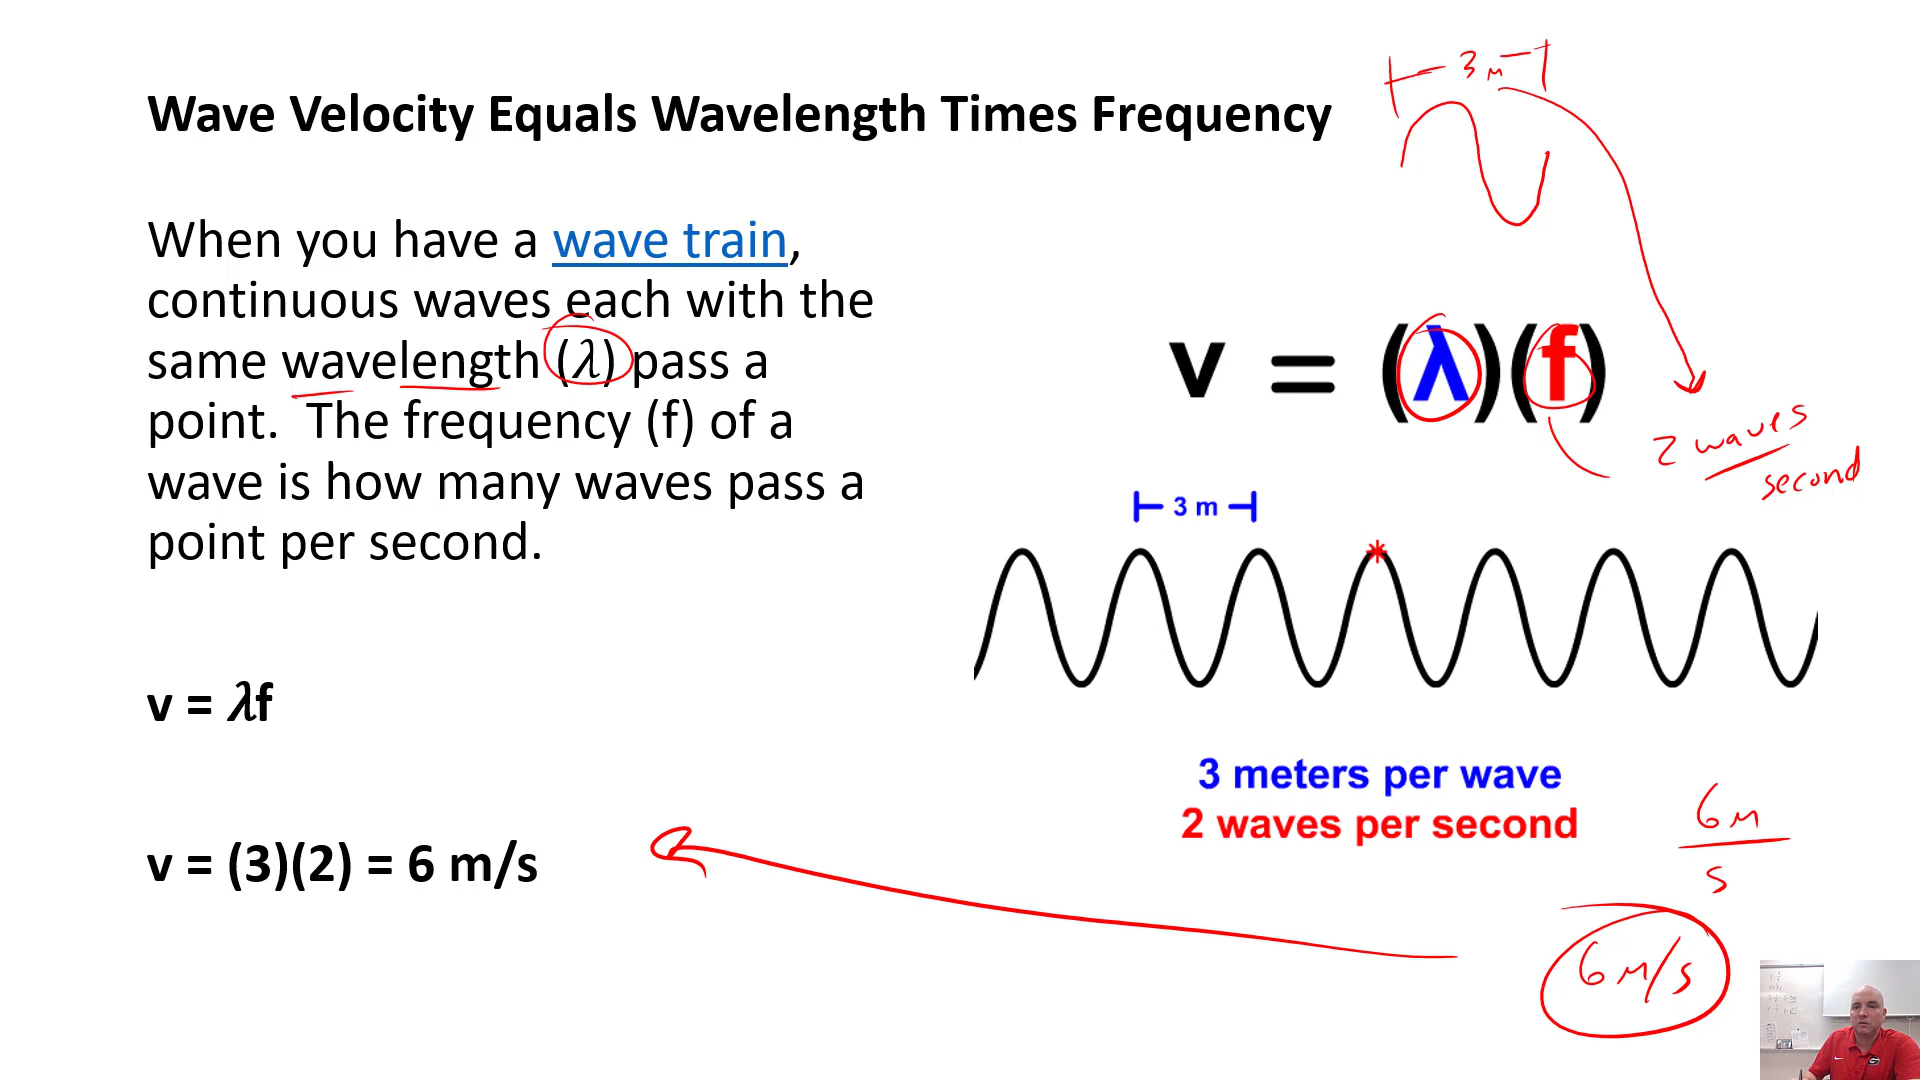 Wave Velocity Equals Wavelength Times Frequency
When you have a wave train,
continuous waves each with the
same wavelength (λ) pass a
point.  The frequency (f) of a
wave is how many waves pass a
point per second.
v = λf
v = (3)(2) = 6 m/s
3 m
v = (λ)(f)
2 waves
second
3 m
3 meters per wave
2 waves per second
6 m
s
6 m/s